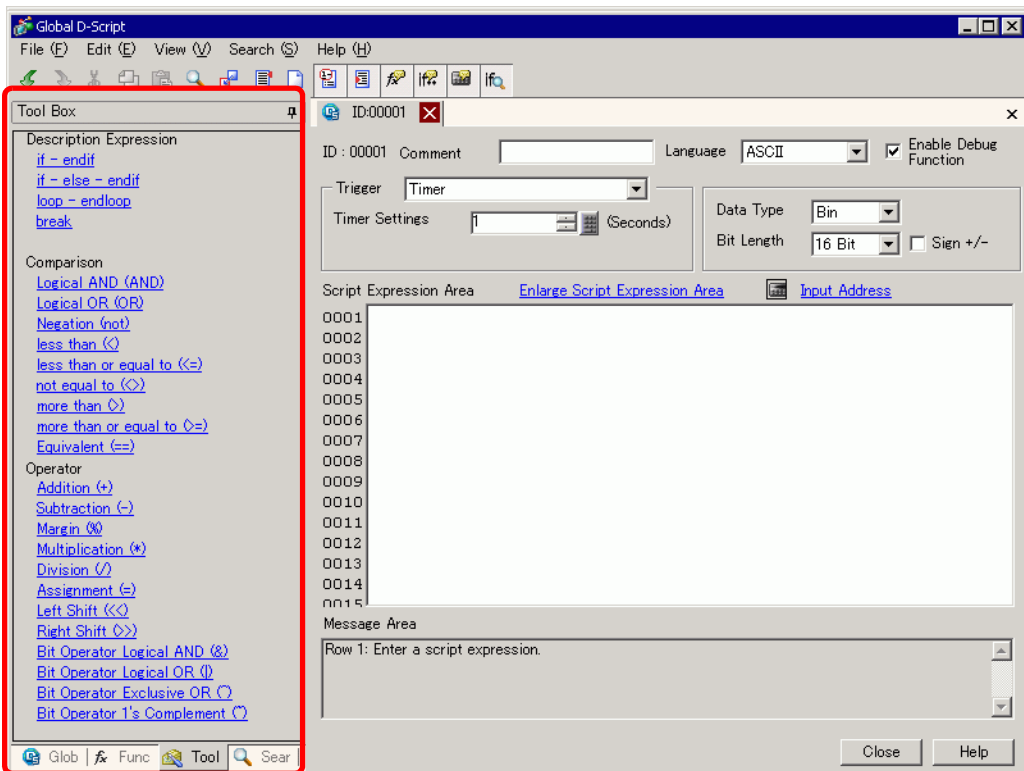 Global D-Script
File (F) Edit (E) View (V) Search (S) Help (H)
Tool Box
Description Expression
if - endif
if - else - endif
loop - endloop
break
Comparison
Logical AND (AND)
Logical OR (OR)
Negation (not)
less than (<)
less than or equal to (<=)
not equal to (<>)
more than (>)
more than or equal to (>=)
Equivalent (==)
Operator
Addition (+)
Subtraction (-)
Margin (%)
Multiplication (*)
Division (/)
Assignment (=)
Left Shift (<<)
Right Shift (>>)
Bit Operator Logical AND (&)
Bit Operator Logical OR (|)
Bit Operator Exclusive OR (^)
Bit Operator 1's Complement (~)
Glob Func Tool Sear
ID:00001
ID : 00001 Comment Language ASCII Enable Debug
Function
Trigger Timer
Timer Settings 1 (Seconds)
Data Type Bin
Bit Length 16 Bit Sign +/-
Script Expression Area Enlarge Script Expression Area Input Address
0001
0002
0003
0004
0005
0006
0007
0008
0009
0010
0011
0012
0013
0014
0015
Message Area
Row 1: Enter a script expression.
Close Help